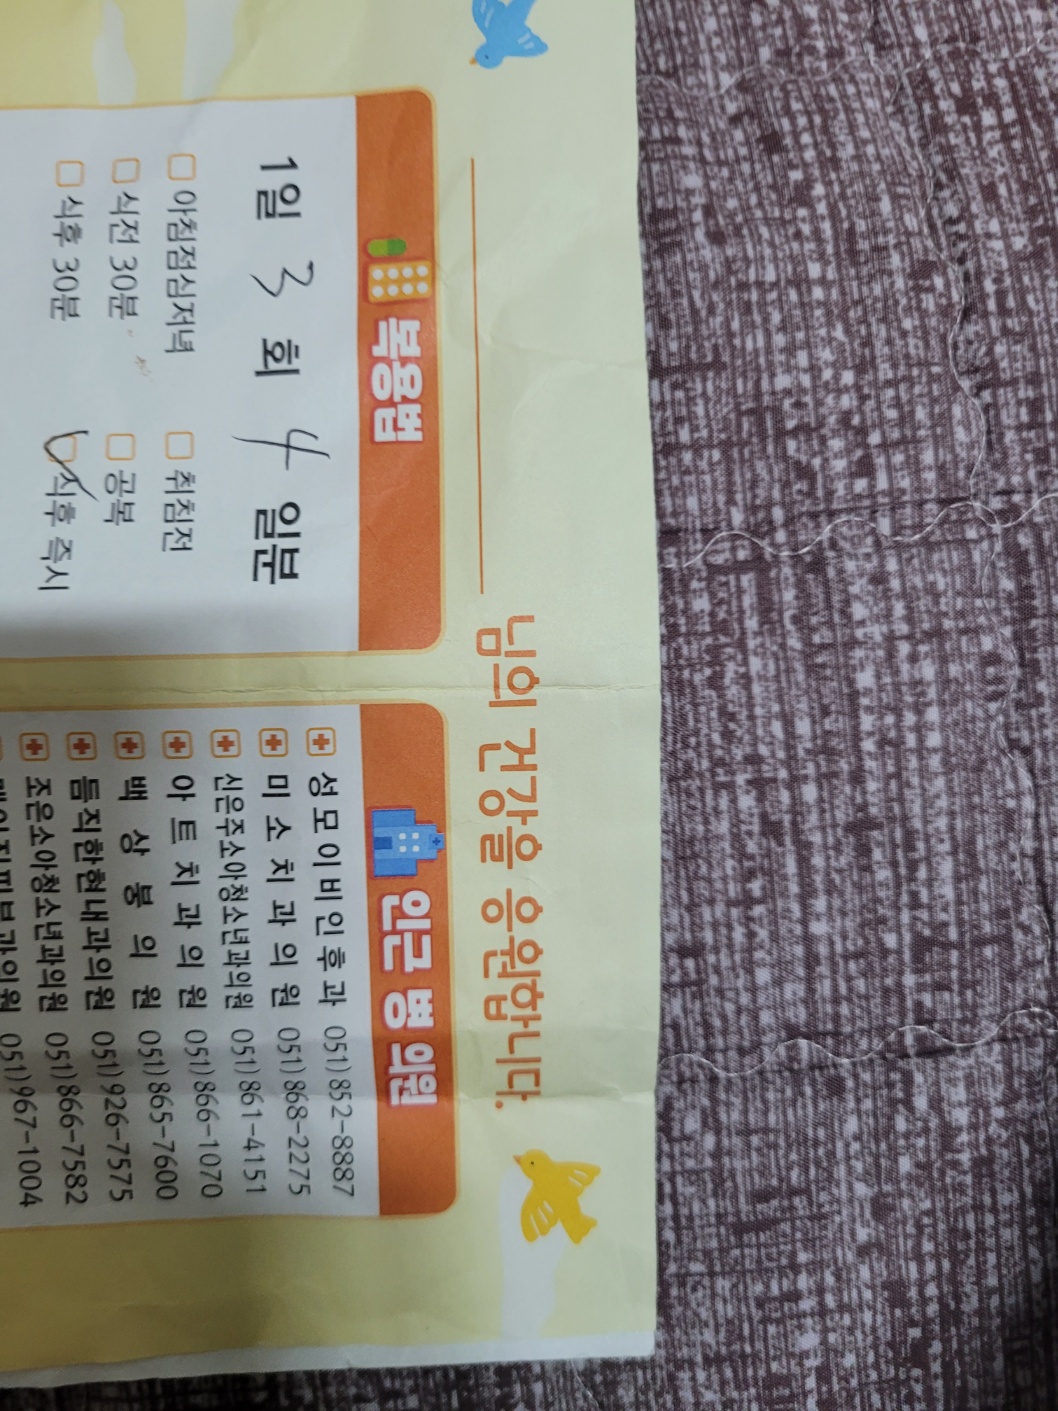 님의 건강을 응원합니다.
복용법
1일 3 회 4 일분
아침점심저녁 취침전
식전 30분 공복
식후 30분 식후 즉시
인근 병의원
성모이비인후과 051)852-8887
미소치과의원 051)868-2275
신은주소아청소년과의원 051)861-4151
아트치과의원 051)866-1070
백상봉의원 051)865-7600
듬직한현내과의원 051)926-7575
조은소아청소년과의원 051)866-7582
피부과의원 051)967-1004